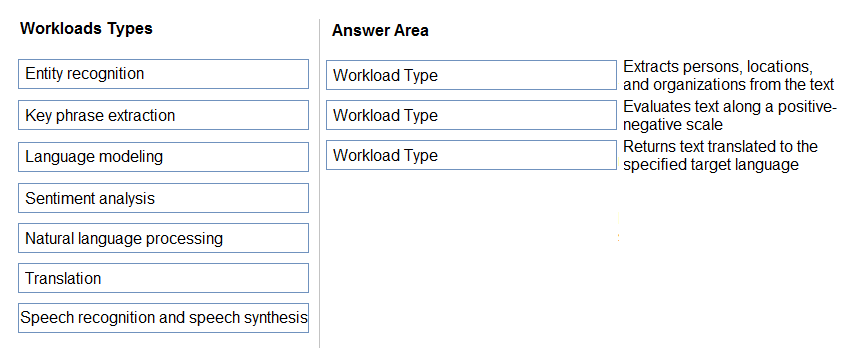 Workloads Types
Entity recognition
Key phrase extraction
Language modeling
Sentiment analysis
Natural language processing
Translation
Speech recognition and speech synthesis
Answer Area
Workload Type
Extracts persons, locations,
and organizations from the text
Workload Type
Evaluates text along a positive-
negative scale
Workload Type
Returns text translated to the
specified target language